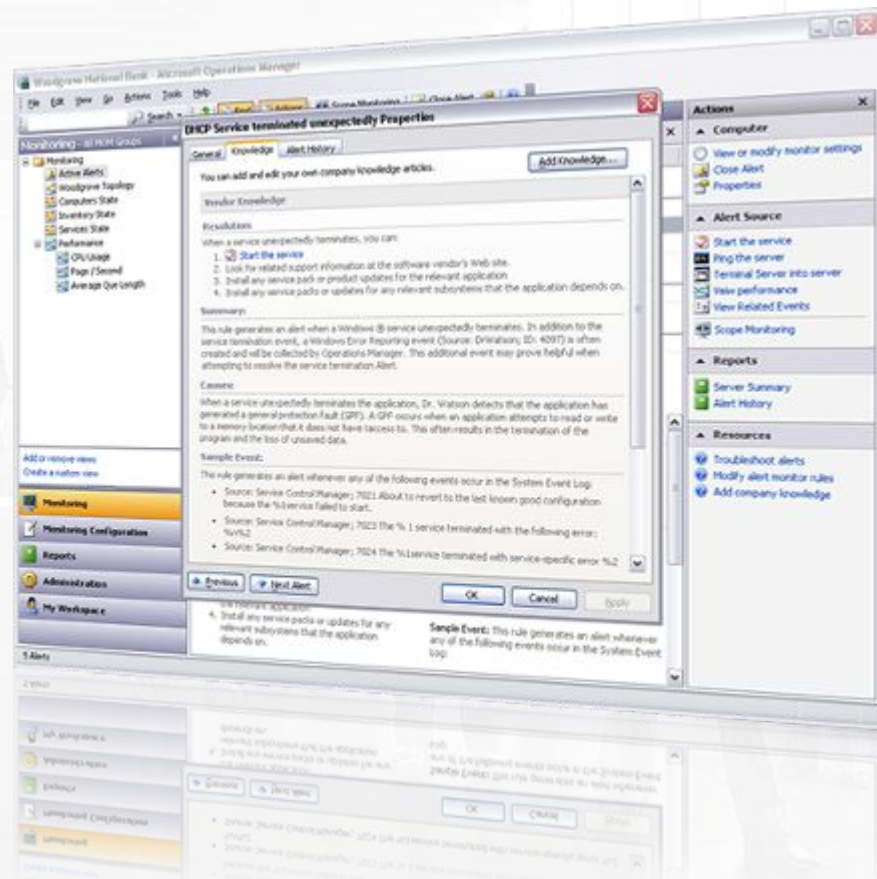 Woodgrove National Bank - Microsoft Operations Manager
File Edit View Go Actions Tools Help
Search
Monitoring - All MOM Groups
Monitoring
Active Alerts
Woodgrove Topology
Computers State
Inventory State
Services State
Performance
CPU Usage
Page / Second
Average Que Length
Add or remove views
Create a custom view
Monitoring
Monitoring Configuration
Reports
Administration
My Workspace
5 Alerts
DHCP Service terminated unexpectedly Properties
General Knowledge Alert History
You can add and edit your own company knowledge articles.
Add Knowledge...
Vendor Knowledge
Resolution:
When a service unexpectedly terminates, you can:
1. Start the service
2. Look for related support information at the software vendor's Web site.
3. Install any service pack or product updates for the relevant application
4. Install any service packs or updates for any relevant subsystems that the application depends on.
Summary:
This rule generates an alert when a Windows ® service unexpectedly terminates. In addition to the
service termination event, a Windows Error Reporting event (Source: DrWatson; ID: 4097) is often
created and will be collected by Operations Manager. This additional event may prove helpful when
attempting to resolve the service termination Alert.
Causes:
When a service unexpectedly terminates the application, Dr. Watson detects that the application has
generated a general protection fault (GPF). A GPF occurs when an application attempts to read or write
to a memory location that it does not have access to. This often results in the termination of the
program and the loss of unsaved data.
Sample Event:
The rule generates an alert whenever any of the following events occur in the System Event Log:
• Source: Service Control Manager; 7021 About to revert to the last known good configuration
because the %1service failed to start.
• Source: Service Control Manager; 7023 The % 1 service terminated with the following error:
• Source: Service Control Manager; 7024 The %1service terminated with service-specific error %2
Previous Next Alert
OK Cancel Apply
the relevant application
4. Install any service packs or updates for any
relevant subsystems that the application
depends on.
Sample Event: This rule generates an alert whenever
any of the following events occur in the System Event
Log:
Actions
Computer
View or modify monitor settings
Close Alert
Properties
Alert Source
Start the service
Ping the server
Terminal Server into server
View performance
View Related Events
Scope Monitoring
Reports
Server Summary
Alert History
Resources
Troubleshoot alerts
Modify alert monitor rules
Add company knowledge